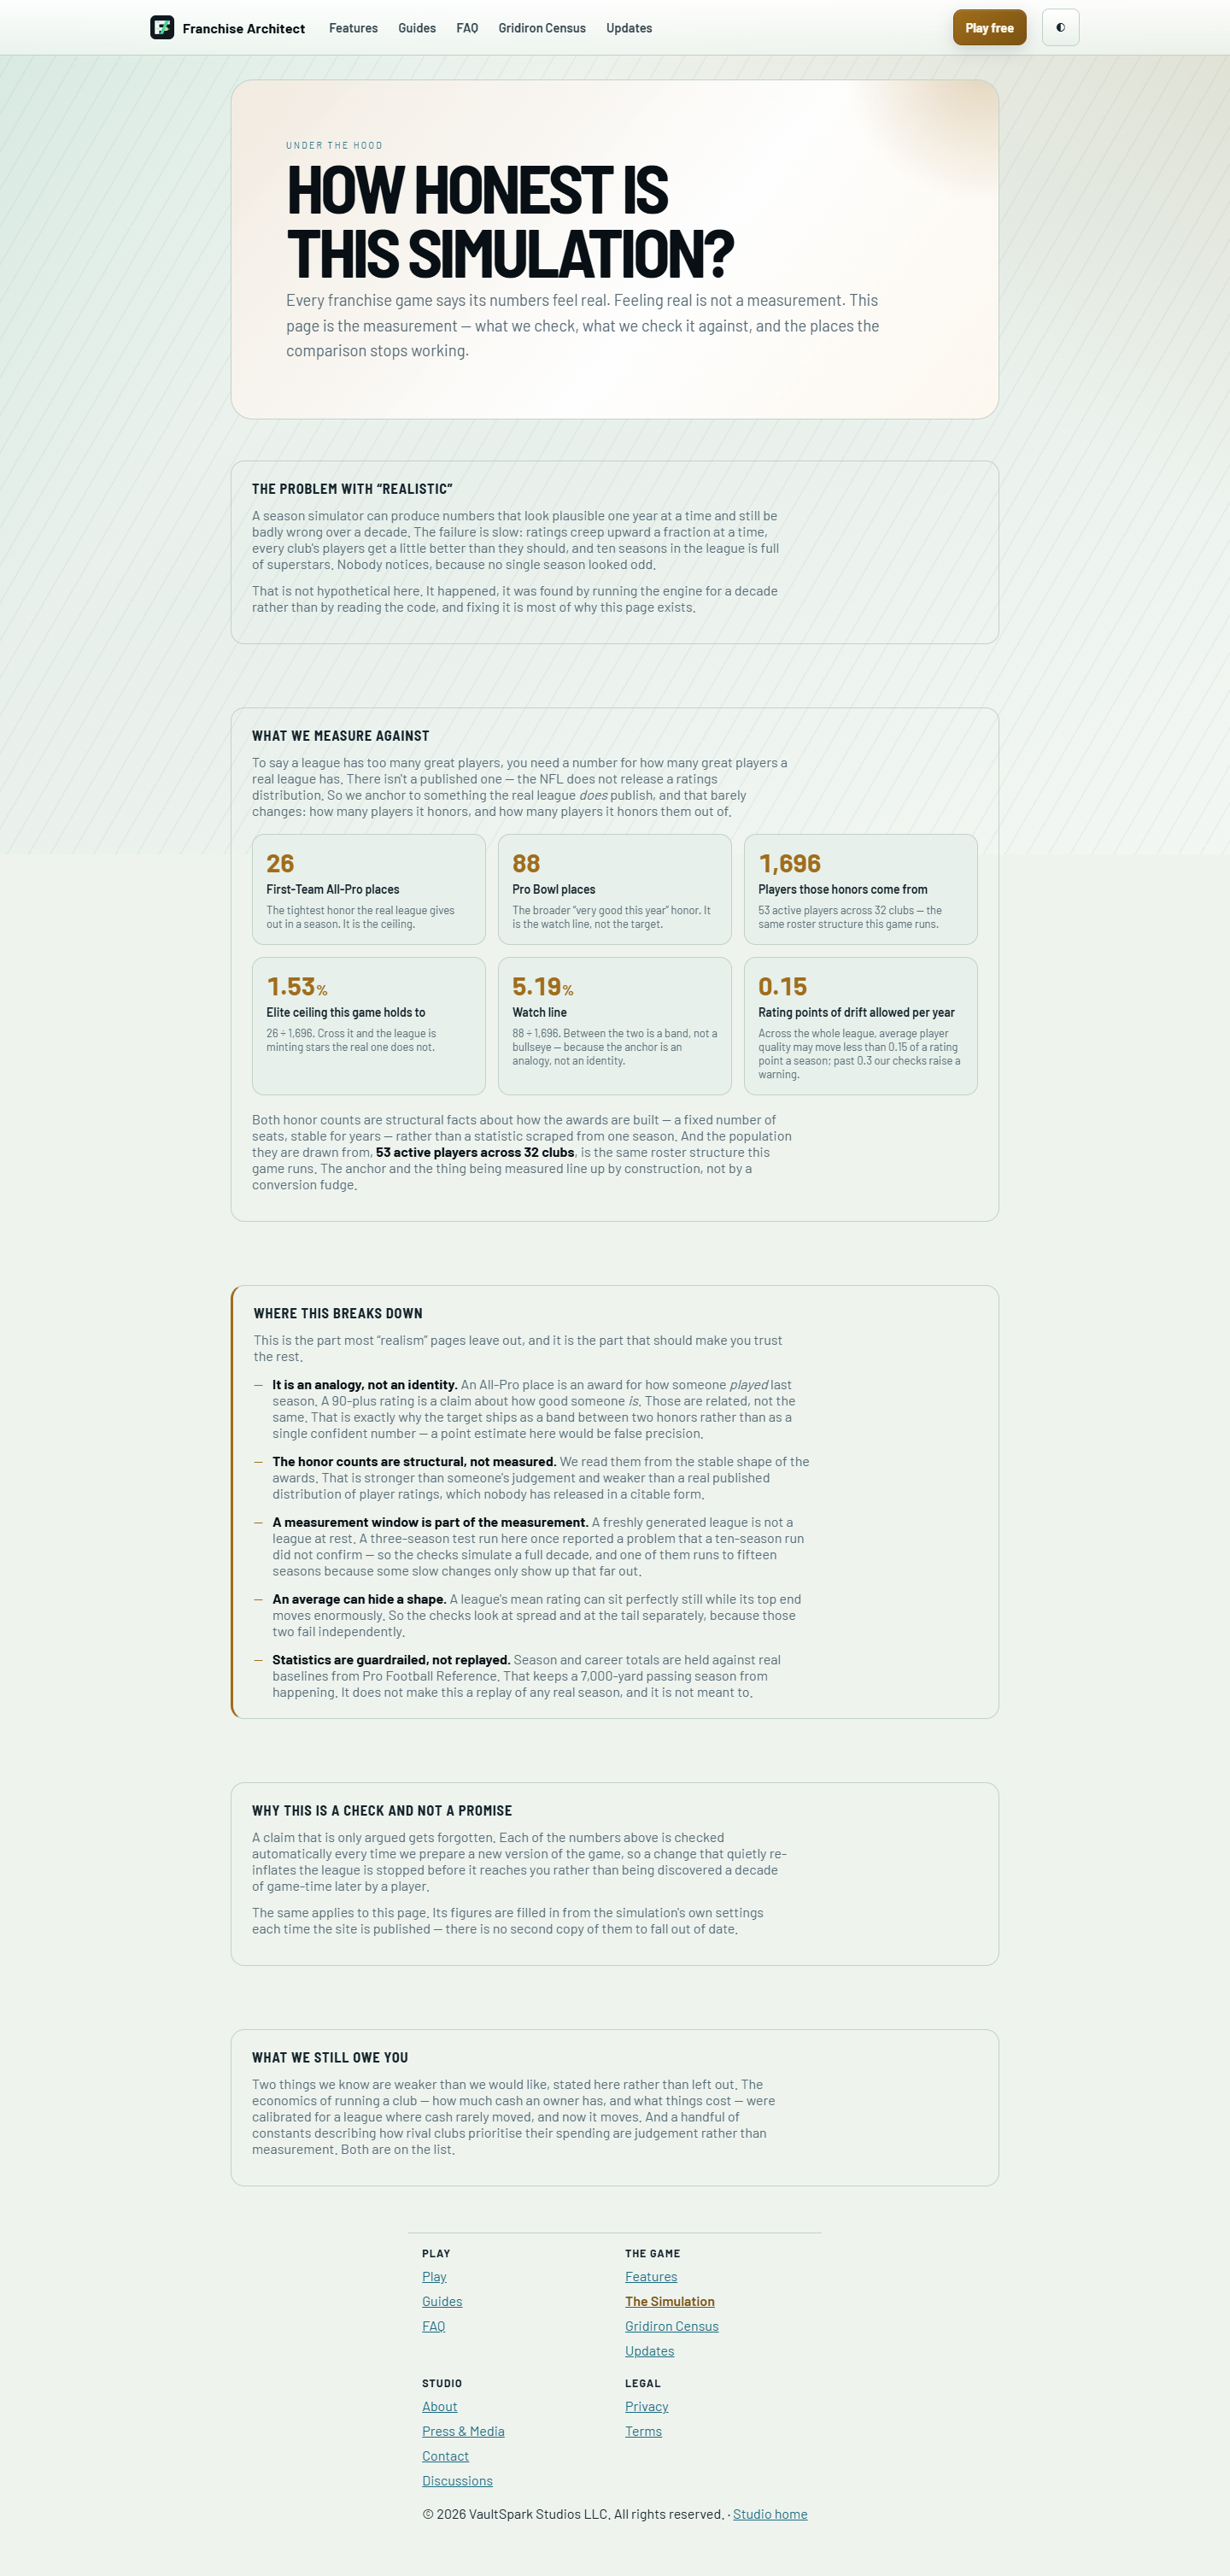 Franchise Architect
Features
Guides
FAQ
Gridiron Census
Updates
Play free
UNDER THE HOOD
HOW HONEST IS
THIS SIMULATION?
Every franchise game says its numbers feel real. Feeling real is not a measurement. This
page is the measurement — what we check, what we check it against, and the places the
comparison stops working.
THE PROBLEM WITH “REALISTIC”
A season simulator can produce numbers that look plausible one year at a time and still be
badly wrong over a decade. The failure is slow: ratings creep upward a fraction at a time,
every club's players get a little better than they should, and ten seasons in the league is full
of superstars. Nobody notices, because no single season looked odd.
That is not hypothetical here. It happened, it was found by running the engine for a decade
rather than by reading the code, and fixing it is most of why this page exists.
WHAT WE MEASURE AGAINST
To say a league has too many great players, you need a number for how many great players a
real league has. There isn't a published one — the NFL does not release a ratings
distribution. So we anchor to something the real league does publish, and that barely
changes: how many players it honors, and how many players it honors them out of.
26
First-Team All-Pro places
The tightest honor the real league gives
out in a season. It is the ceiling.
88
Pro Bowl places
The broader “very good this year” honor. It
is the watch line, not the target.
1,696
Players those honors come from
53 active players across 32 clubs — the
same roster structure this game runs.
1.53%
Elite ceiling this game holds to
26 ÷ 1,696. Cross it and the league is
minting stars the real one does not.
5.19%
Watch line
88 ÷ 1,696. Between the two is a band, not a
bullseye — because the anchor is an
analogy, not an identity.
0.15
Rating points of drift allowed per year
Across the whole league, average player
quality may move less than 0.15 of a rating
point a season; past 0.3 our checks raise a
warning.
Both honor counts are structural facts about how the awards are built — a fixed number of
seats, stable for years — rather than a statistic scraped from one season. And the population
they are drawn from, 53 active players across 32 clubs, is the same roster structure this
game runs. The anchor and the thing being measured line up by construction, not by a
conversion fudge.
WHERE THIS BREAKS DOWN
This is the part most “realism” pages leave out, and it is the part that should make you trust
the rest.
— It is an analogy, not an identity. An All-Pro place is an award for how someone played last
season. A 90-plus rating is a claim about how good someone is. Those are related, not the
same. That is exactly why the target ships as a band between two honors rather than as a
single confident number — a point estimate here would be false precision.
— The honor counts are structural, not measured. We read them from the stable shape of the
awards. That is stronger than someone's judgement and weaker than a real published
distribution of player ratings, which nobody has released in a citable form.
— A measurement window is part of the measurement. A freshly generated league is not a
league at rest. A three-season test run here once reported a problem that a ten-season run
did not confirm — so the checks simulate a full decade, and one of them runs to fifteen
seasons because some slow changes only show up that far out.
— An average can hide a shape. A league's mean rating can sit perfectly still while its top end
moves enormously. So the checks look at spread and at the tail separately, because those
two fail independently.
— Statistics are guardrailed, not replayed. Season and career totals are held against real
baselines from Pro Football Reference. That keeps a 7,000-yard passing season from
happening. It does not make this a replay of any real season, and it is not meant to.
WHY THIS IS A CHECK AND NOT A PROMISE
A claim that is only argued gets forgotten. Each of the numbers above is checked
automatically every time we prepare a new version of the game, so a change that quietly re-
inflates the league is stopped before it reaches you rather than being discovered a decade
of game-time later by a player.
The same applies to this page. Its figures are filled in from the simulation's own settings
each time the site is published — there is no second copy of them to fall out of date.
WHAT WE STILL OWE YOU
Two things we know are weaker than we would like, stated here rather than left out. The
economics of running a club — how much cash an owner has, and what things cost — were
calibrated for a league where cash rarely moved, and now it moves. And a handful of
constants describing how rival clubs prioritise their spending are judgement rather than
measurement. Both are on the list.
PLAY
Play
Guides
FAQ
THE GAME
Features
The Simulation
Gridiron Census
Updates
STUDIO
About
Press & Media
Contact
Discussions
LEGAL
Privacy
Terms
© 2026 VaultSpark Studios LLC. All rights reserved. · Studio home